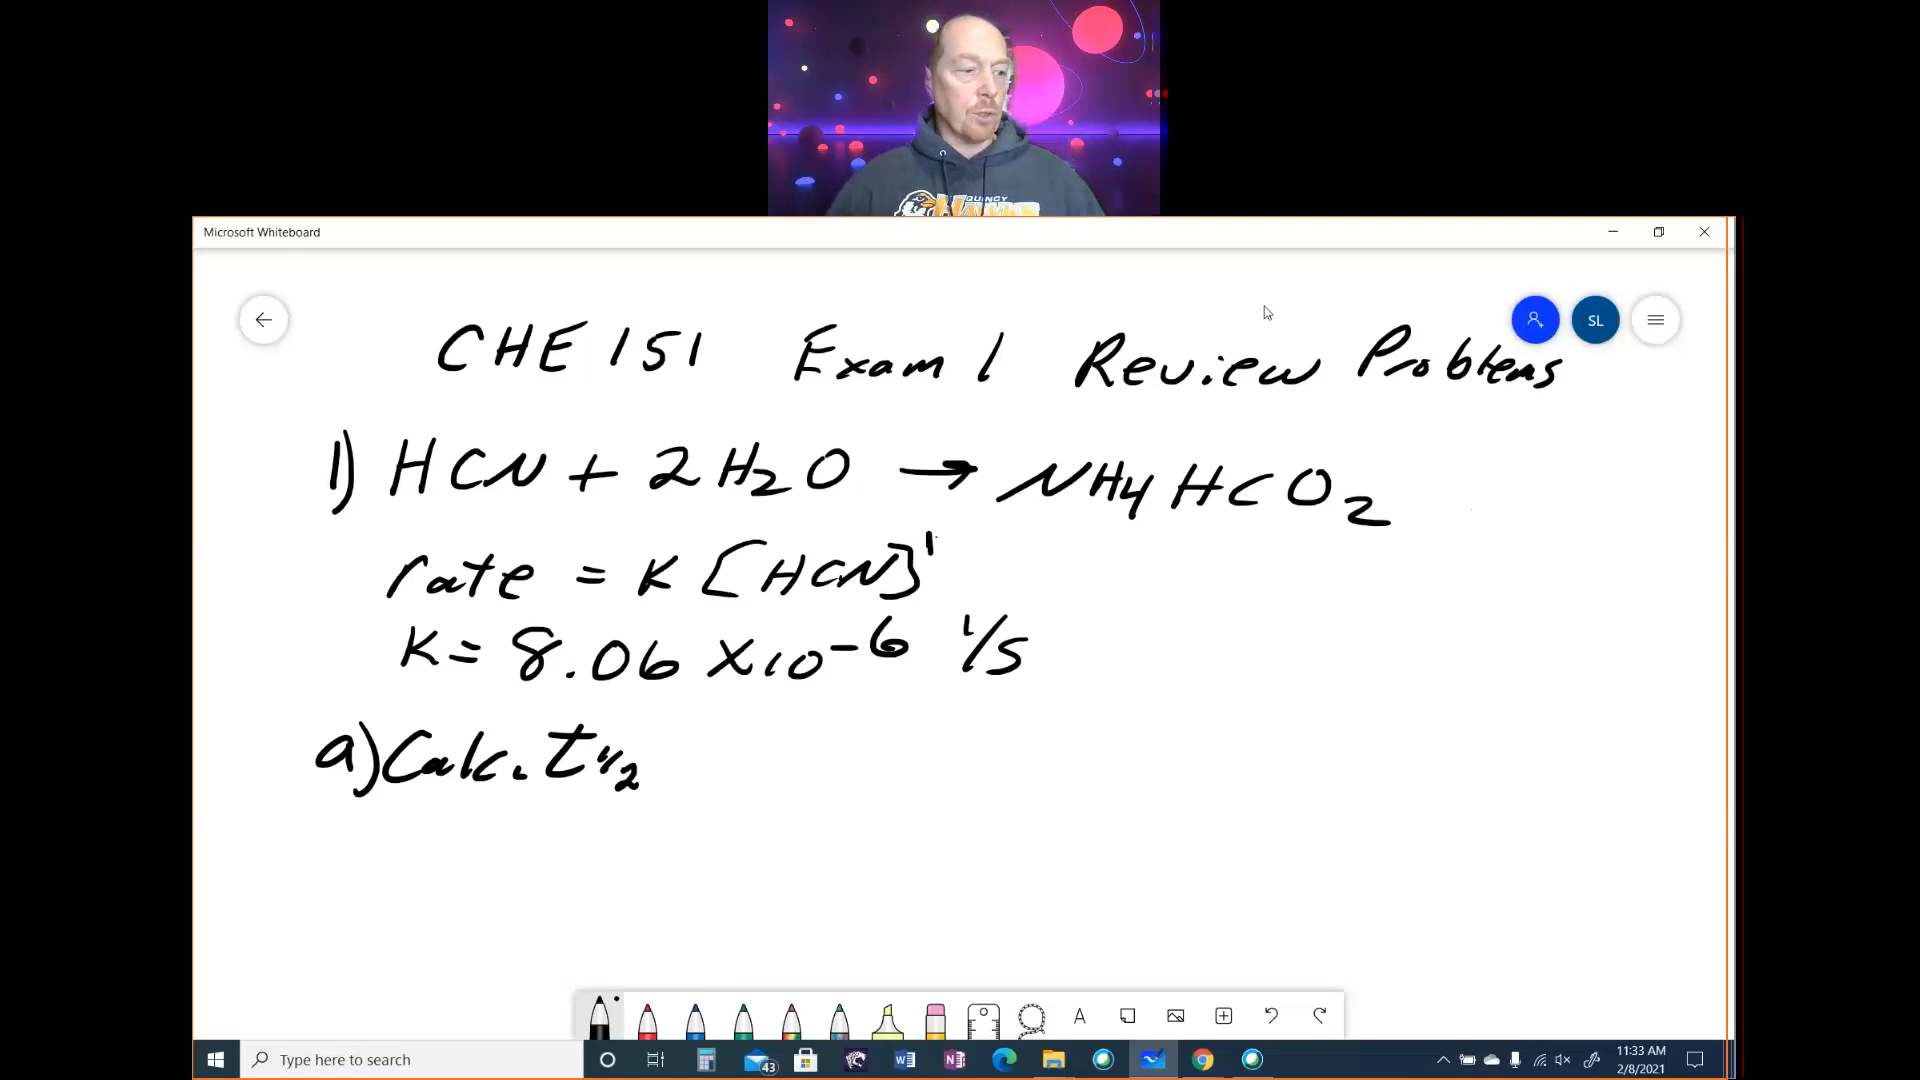 QUINCY
Microsoft Whiteboard
SL
CHE 151 Exam 1 Review Problems
1) HCN + 2H₂O → NH₄HCO₂
rate = K [HCN]¹
K = 8.06 x10⁻⁶ 1/s
a) Calc. t½
A
Type here to search
43
11:33 AM
2/8/2021